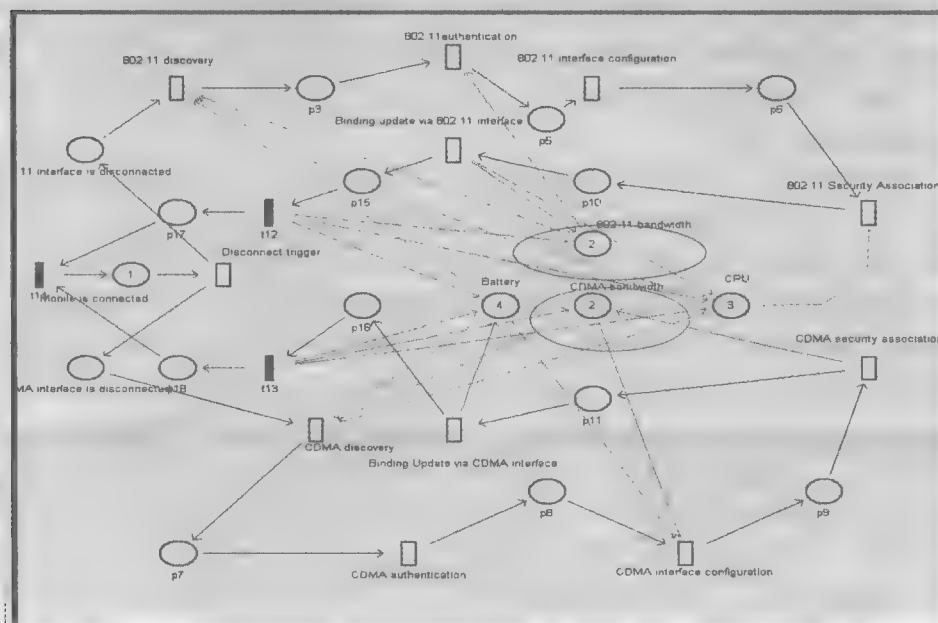 802 11authentication
802 11 discovery
802 11 interface configuration
p3
p5
p6
Binding update via 802 11 interface
11 interface is disconnected
p15
p10
802 11 Security Association
p17
t12
802 11 bandwidth
2
Disconnect trigger
1
Mobile is connected
Battery
CDMA bandwidth
CPU
4
2
3
p16
CDMA security association
MA interface is disconnected
t13
p11
CDMA discovery
Binding Update via CDMA interface
p8
p9
p7
CDMA authentication
CDMA interface configuration